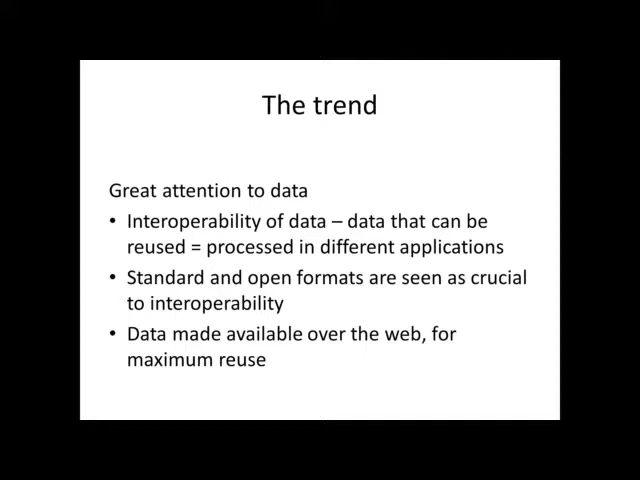 The trend
Great attention to data
• Interoperability of data – data that can be
reused = processed in different applications
• Standard and open formats are seen as crucial
to interoperability
• Data made available over the web, for
maximum reuse